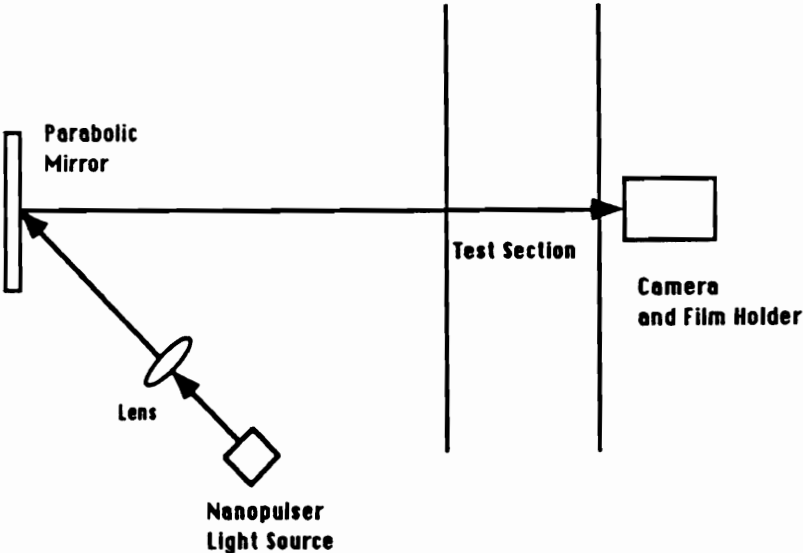 Parabolic
Mirror
Test Section
Camera
and Film Holder
Lens
Nanopulser
Light Source